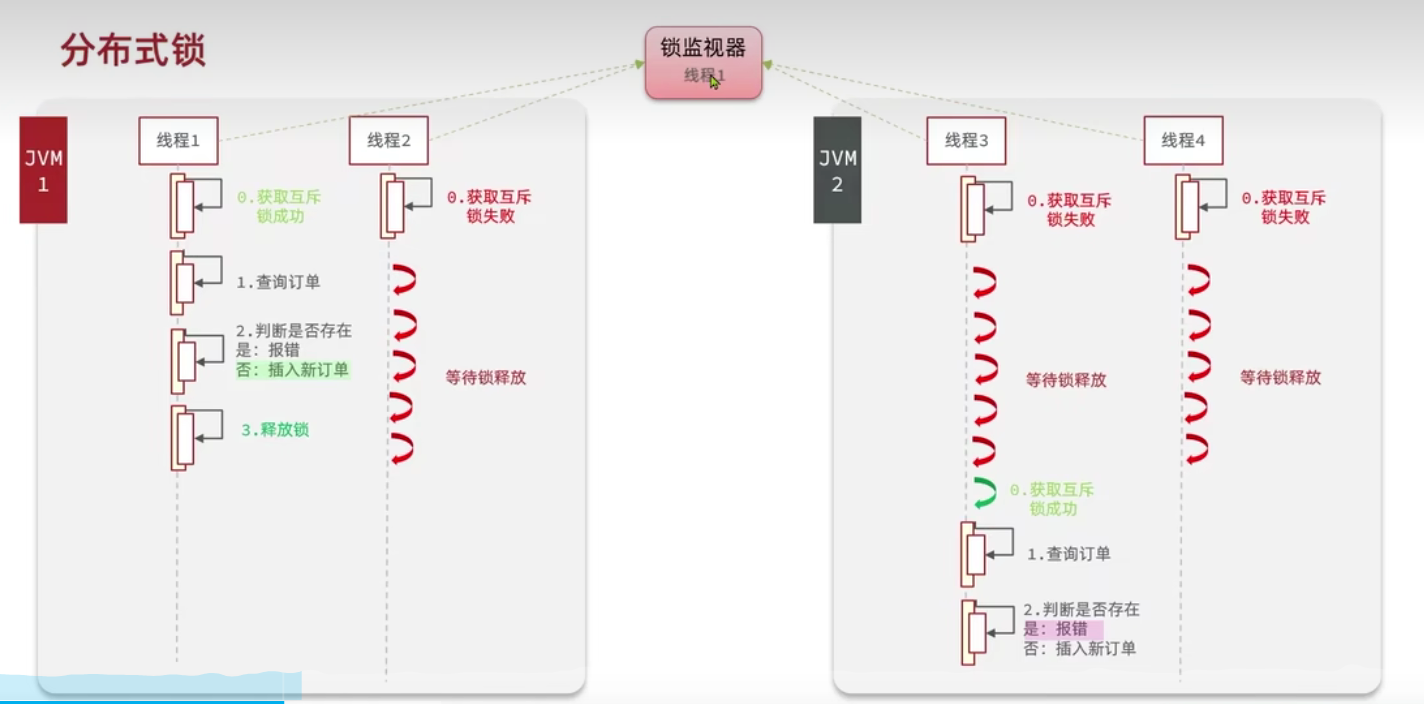 分布式锁
锁监视器
线程1
JVM
1
线程1
0.获取互斥
锁成功
1.查询订单
2.判断是否存在
是：报错
否：插入新订单
3.释放锁
线程2
0.获取互斥
锁失败
等待锁释放
JVM
2
线程3
0.获取互斥
锁失败
等待锁释放
0.获取互斥
锁成功
1.查询订单
2.判断是否存在
是：报错
否：插入新订单
线程4
0.获取互斥
锁失败
等待锁释放